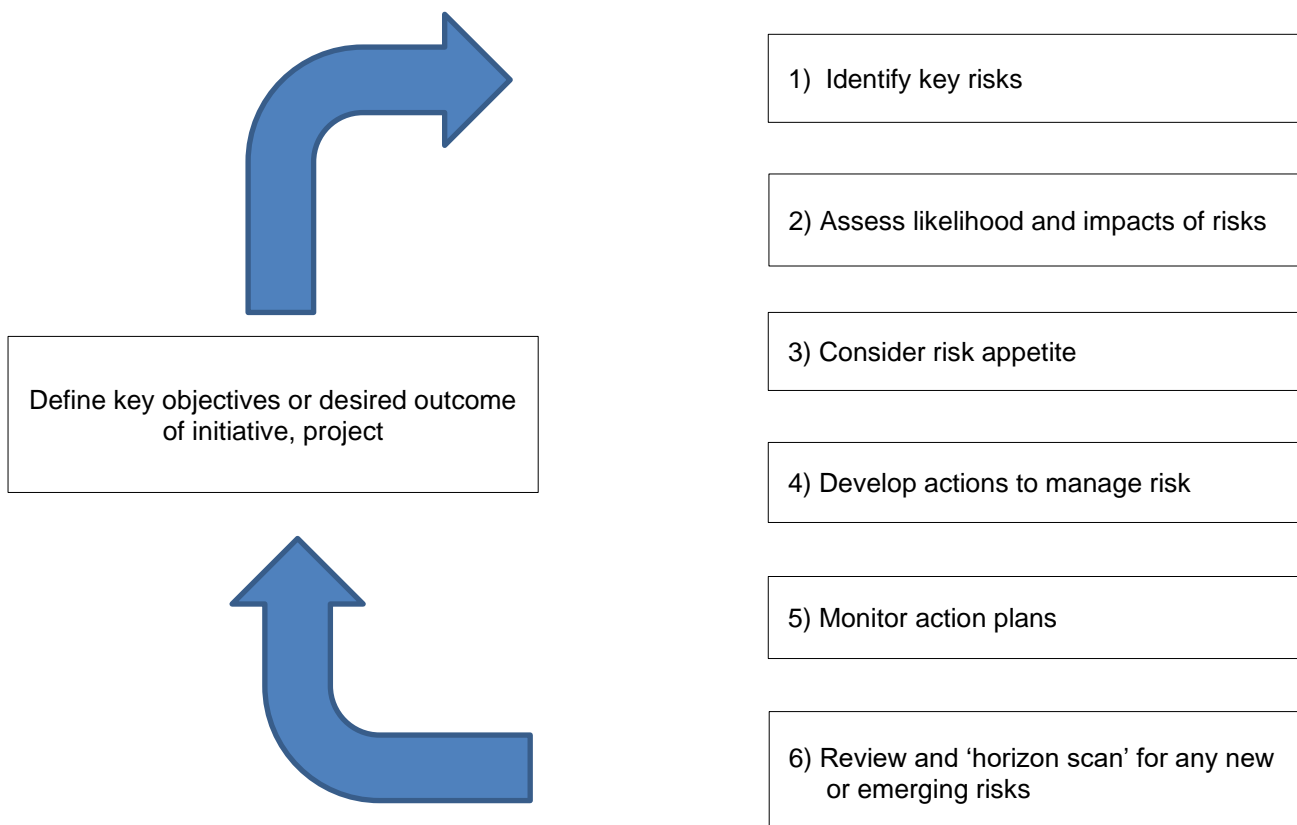 1) Identify key risks
2) Assess likelihood and impacts of risks
3) Consider risk appetite
Define key objectives or desired outcome
of initiative, project
4) Develop actions to manage risk
5) Monitor action plans
6) Review and ‘horizon scan’ for any new
or emerging risks